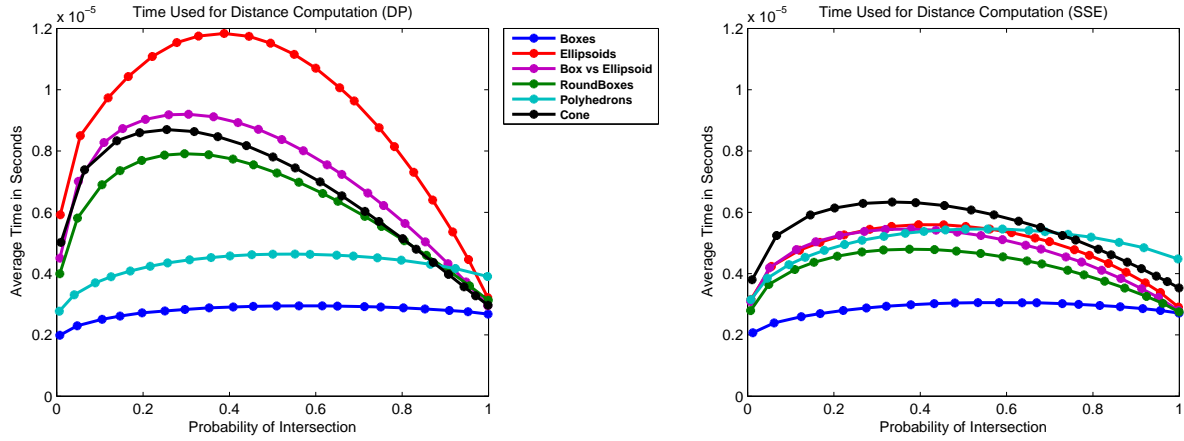 Time Used for Distance Computation (DP)
x 10⁻⁵
1.2
1
0.8
0.6
0.4
0.2
0
0
0.2
0.4
0.6
0.8
1
Average Time in Seconds
Probability of Intersection
Boxes
Ellipsoids
Box vs Ellipsoid
RoundBoxes
Polyhedrons
Cone
Time Used for Distance Computation (SSE)
x 10⁻⁵
1.2
1
0.8
0.6
0.4
0.2
0
0
0.2
0.4
0.6
0.8
1
Average Time in Seconds
Probability of Intersection